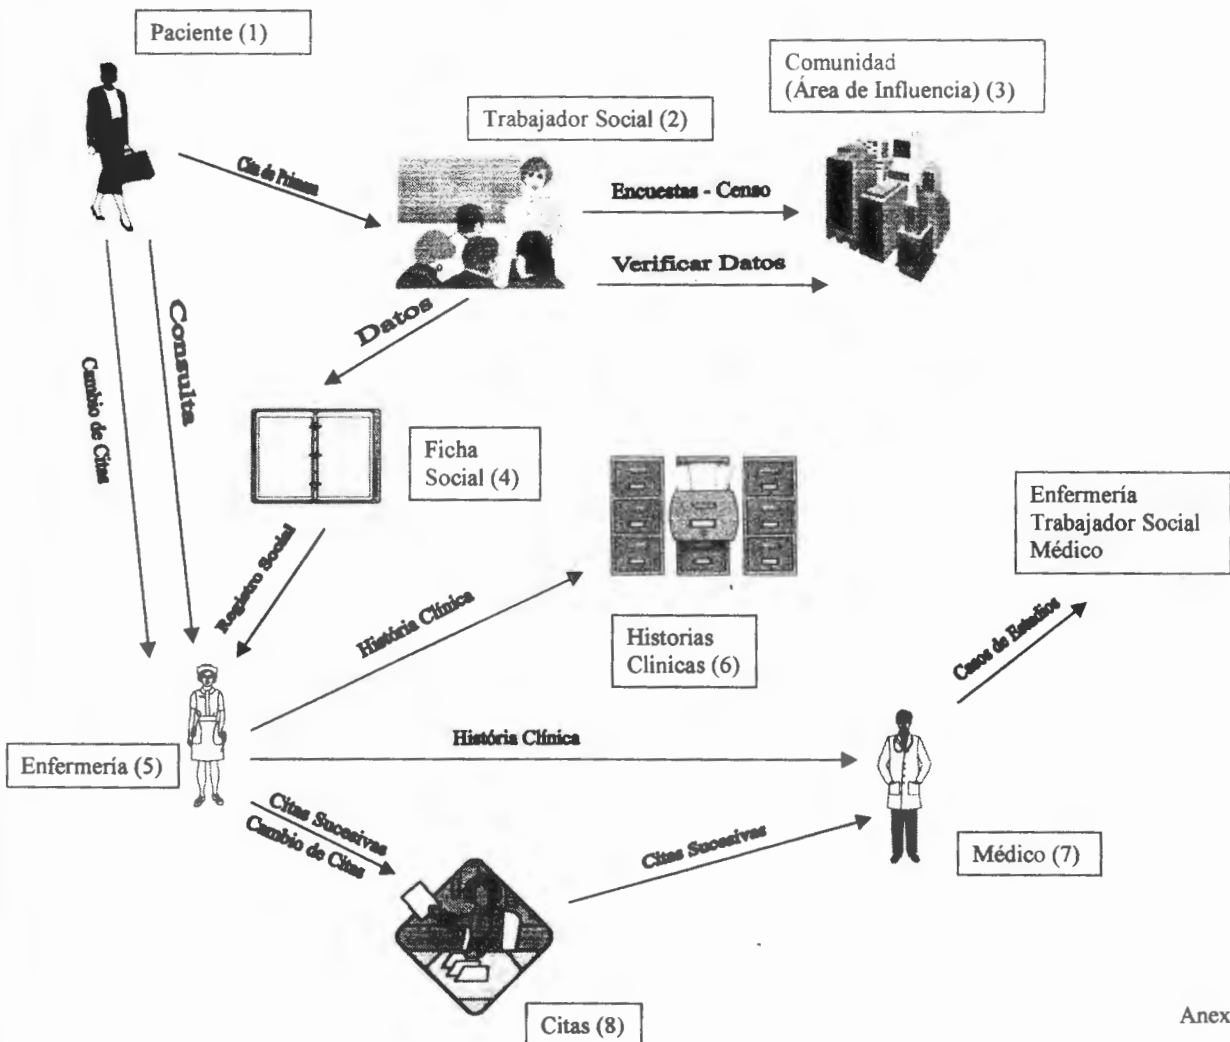 Paciente (1)
Comunidad
(Área de Influencia) (3)
Trabajador Social (2)
Cita de Primera
Encuestas - Censo
Verificar Datos
Datos
Consulta
Cambio de Citas
Ficha
Social (4)
Enfermería
Trabajador Social
Médico
Registro Social
História Clínica
Historias
Clinicas (6)
Casos de Estudios
História Clínica
Enfermería (5)
Citas Sucesivas
Cambio de Citas
Citas Sucesivas
Médico (7)
Citas (8)
Anex